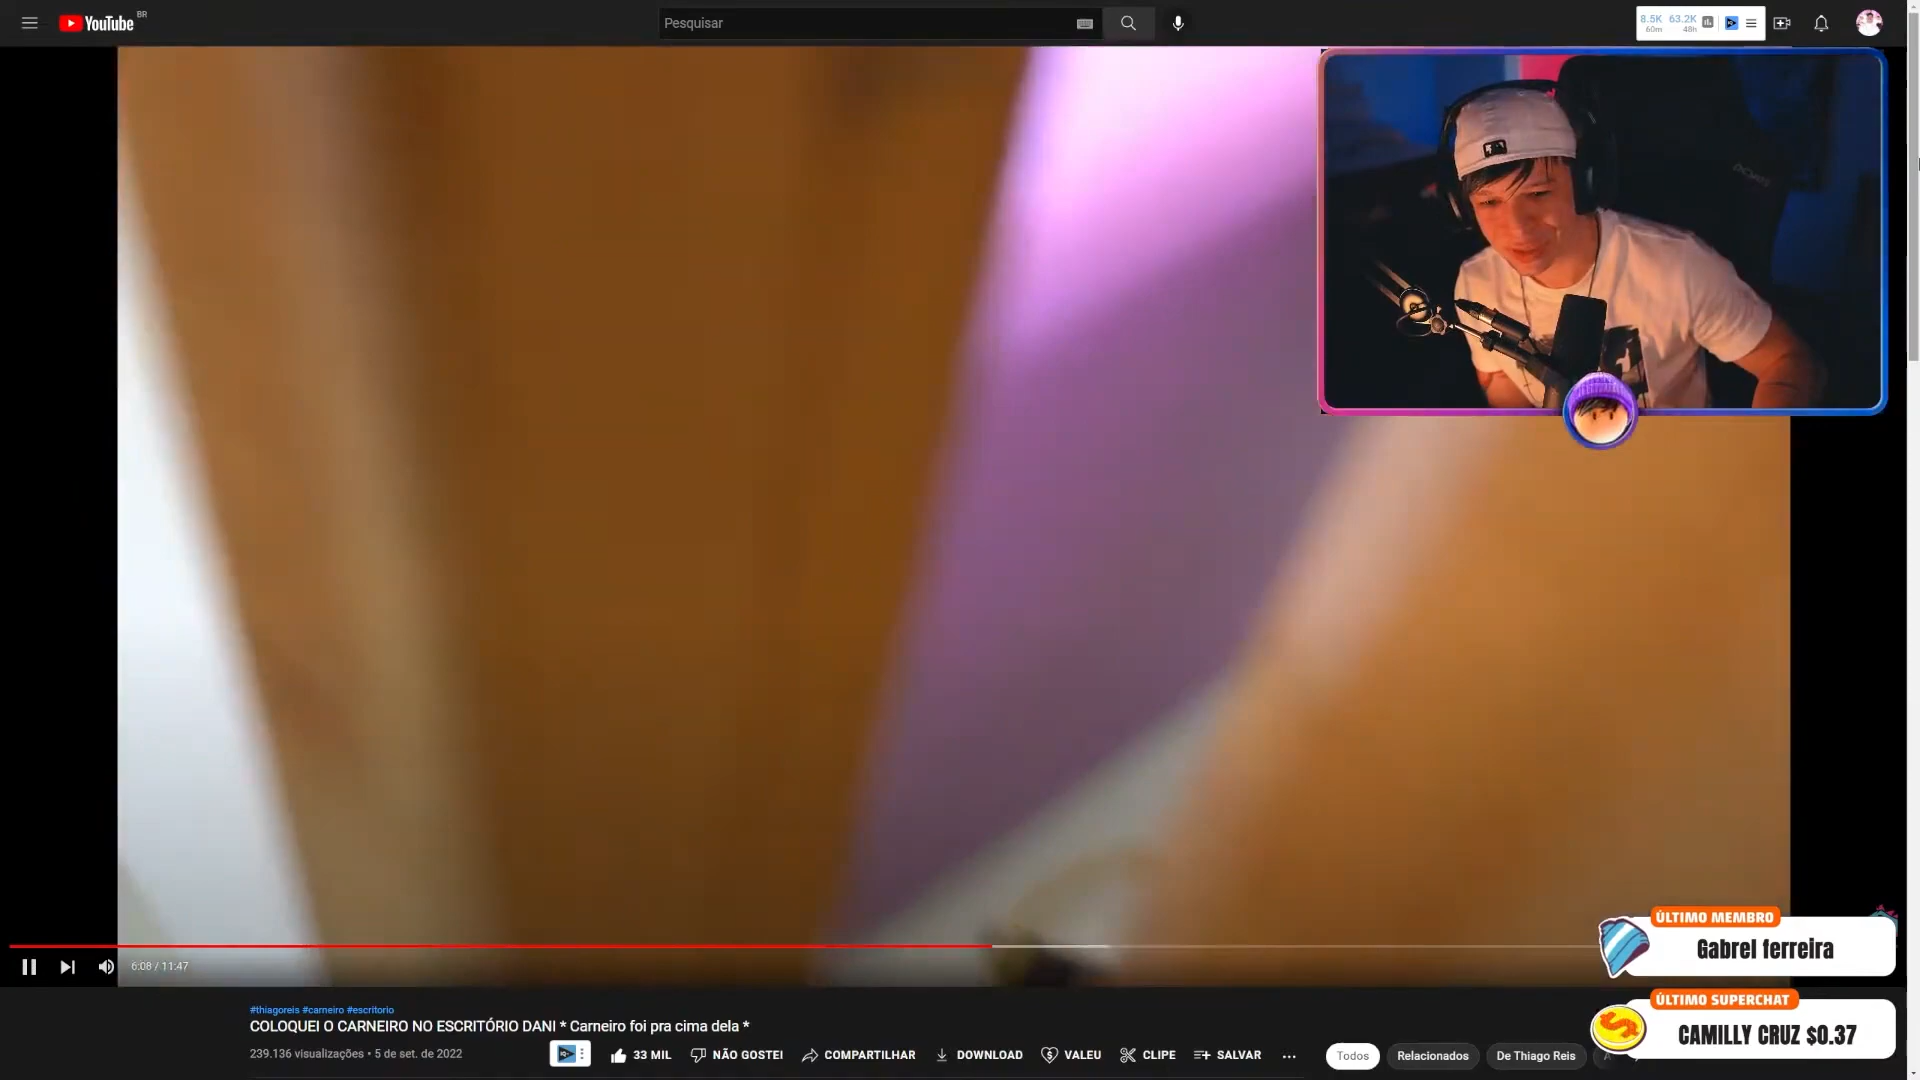 YouTube BR
Pesquisar
8.5K 63.2K
60m 48h
ÚLTIMO MEMBRO
Gabrel ferreira
6:08 / 11:47
#thiagoreis #carneiro #escritorio
COLOQUEI O CARNEIRO NO ESCRITÓRIO DANI * Carneiro foi pra cima dela *
239.136 visualizações • 5 de set. de 2022
33 MIL
NÃO GOSTEI
COMPARTILHAR
DOWNLOAD
VALEU
CLIPE
SALVAR
Todos
Relacionados
De Thiago Reis
ÚLTIMO SUPERCHAT
CAMILLY CRUZ $0.37